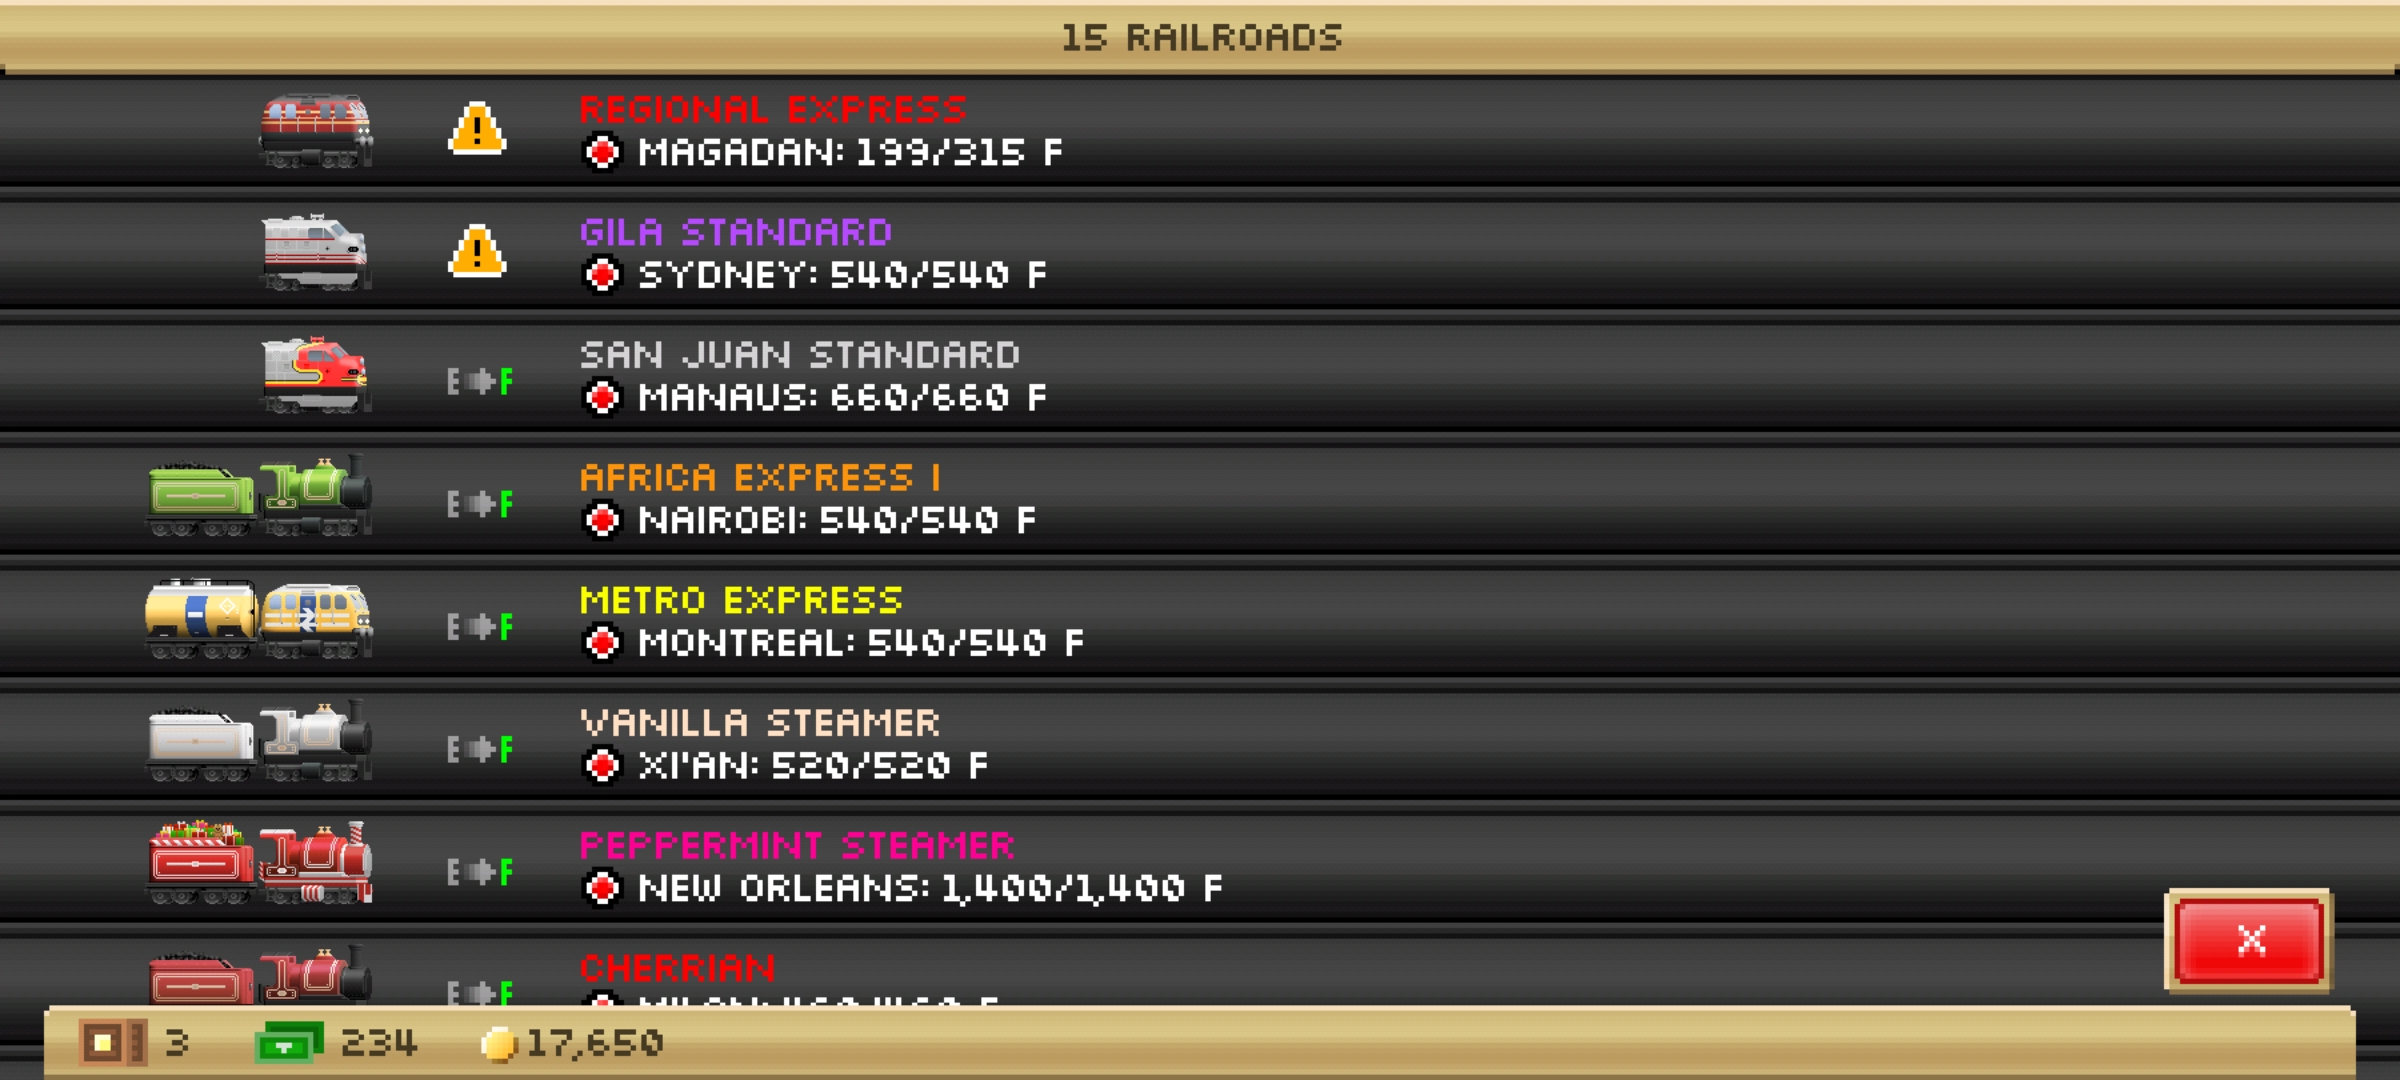 15 RAILROADS
REGIONAL EXPRESS
MAGADAN: 199/315 F
GILA STANDARD
SYDNEY: 540/540 F
SAN JUAN STANDARD
E F
MANAUS: 660/660 F
AFRICA EXPRESS I
E F
NAIROBI: 540/540 F
METRO EXPRESS
E F
MONTREAL: 540/540 F
VANILLA STEAMER
E F
XI'AN: 520/520 F
PEPPERMINT STEAMER
E F
NEW ORLEANS: 1,400/1,400 F
X
CHERRIAN
E F
3 234 17,650